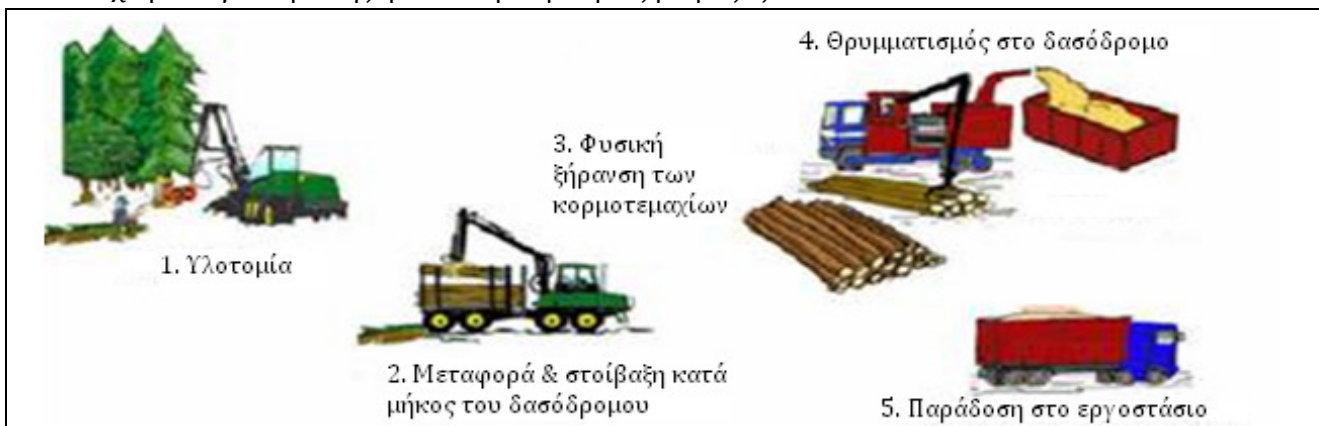 1. Υλοτομία
2. Μεταφορά & στοίβαξη κατά
μήκος του δασόδρομου
3. Φυσική
ξήρανση των
κορμοτεμαχίων
4. Θρυμματισμός στο δασόδρομο
5. Παράδοση στο εργοστάσιο